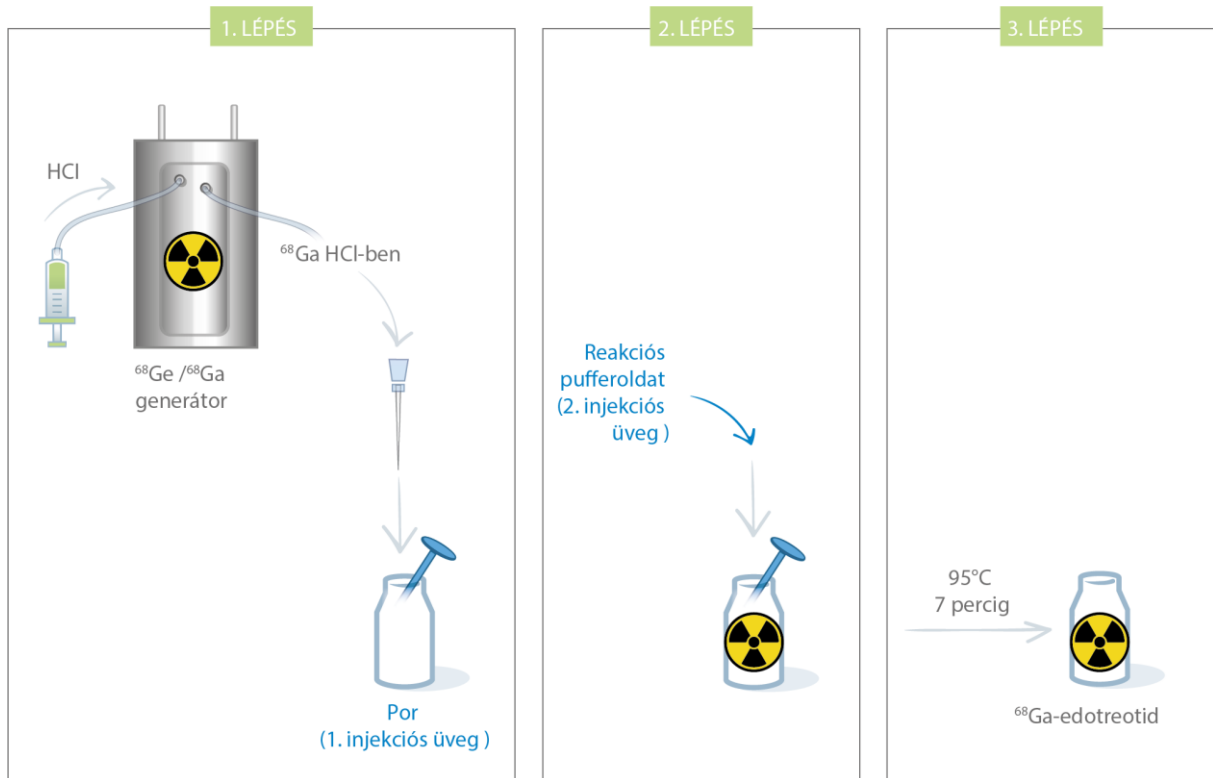 1. LÉPÉS
HCl
⁶⁸Ga HCl-ben
⁶⁸Ge /⁶⁸Ga
generátor
Por
(1. injekciós üveg )
2. LÉPÉS
Reakciós
pufferoldat
(2. injekciós
üveg )
3. LÉPÉS
95°C
7 percig
⁶⁸Ga-edotreotid